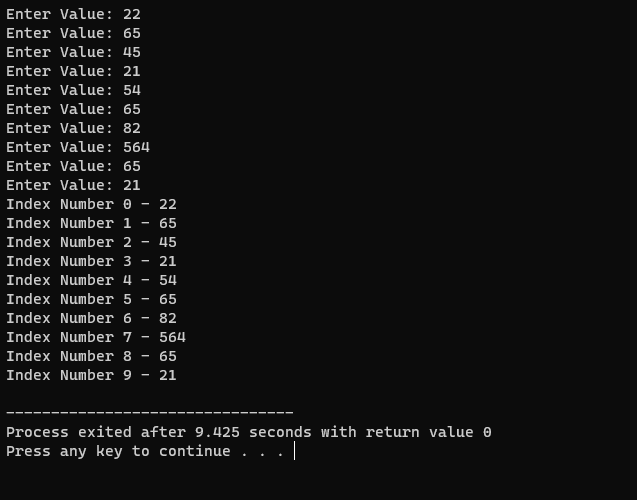 Enter Value: 22
Enter Value: 65
Enter Value: 45
Enter Value: 21
Enter Value: 54
Enter Value: 65
Enter Value: 82
Enter Value: 564
Enter Value: 65
Enter Value: 21
Index Number 0 - 22
Index Number 1 - 65
Index Number 2 - 45
Index Number 3 - 21
Index Number 4 - 54
Index Number 5 - 65
Index Number 6 - 82
Index Number 7 - 564
Index Number 8 - 65
Index Number 9 - 21
--------------------------------
Process exited after 9.425 seconds with return value 0
Press any key to continue . . .